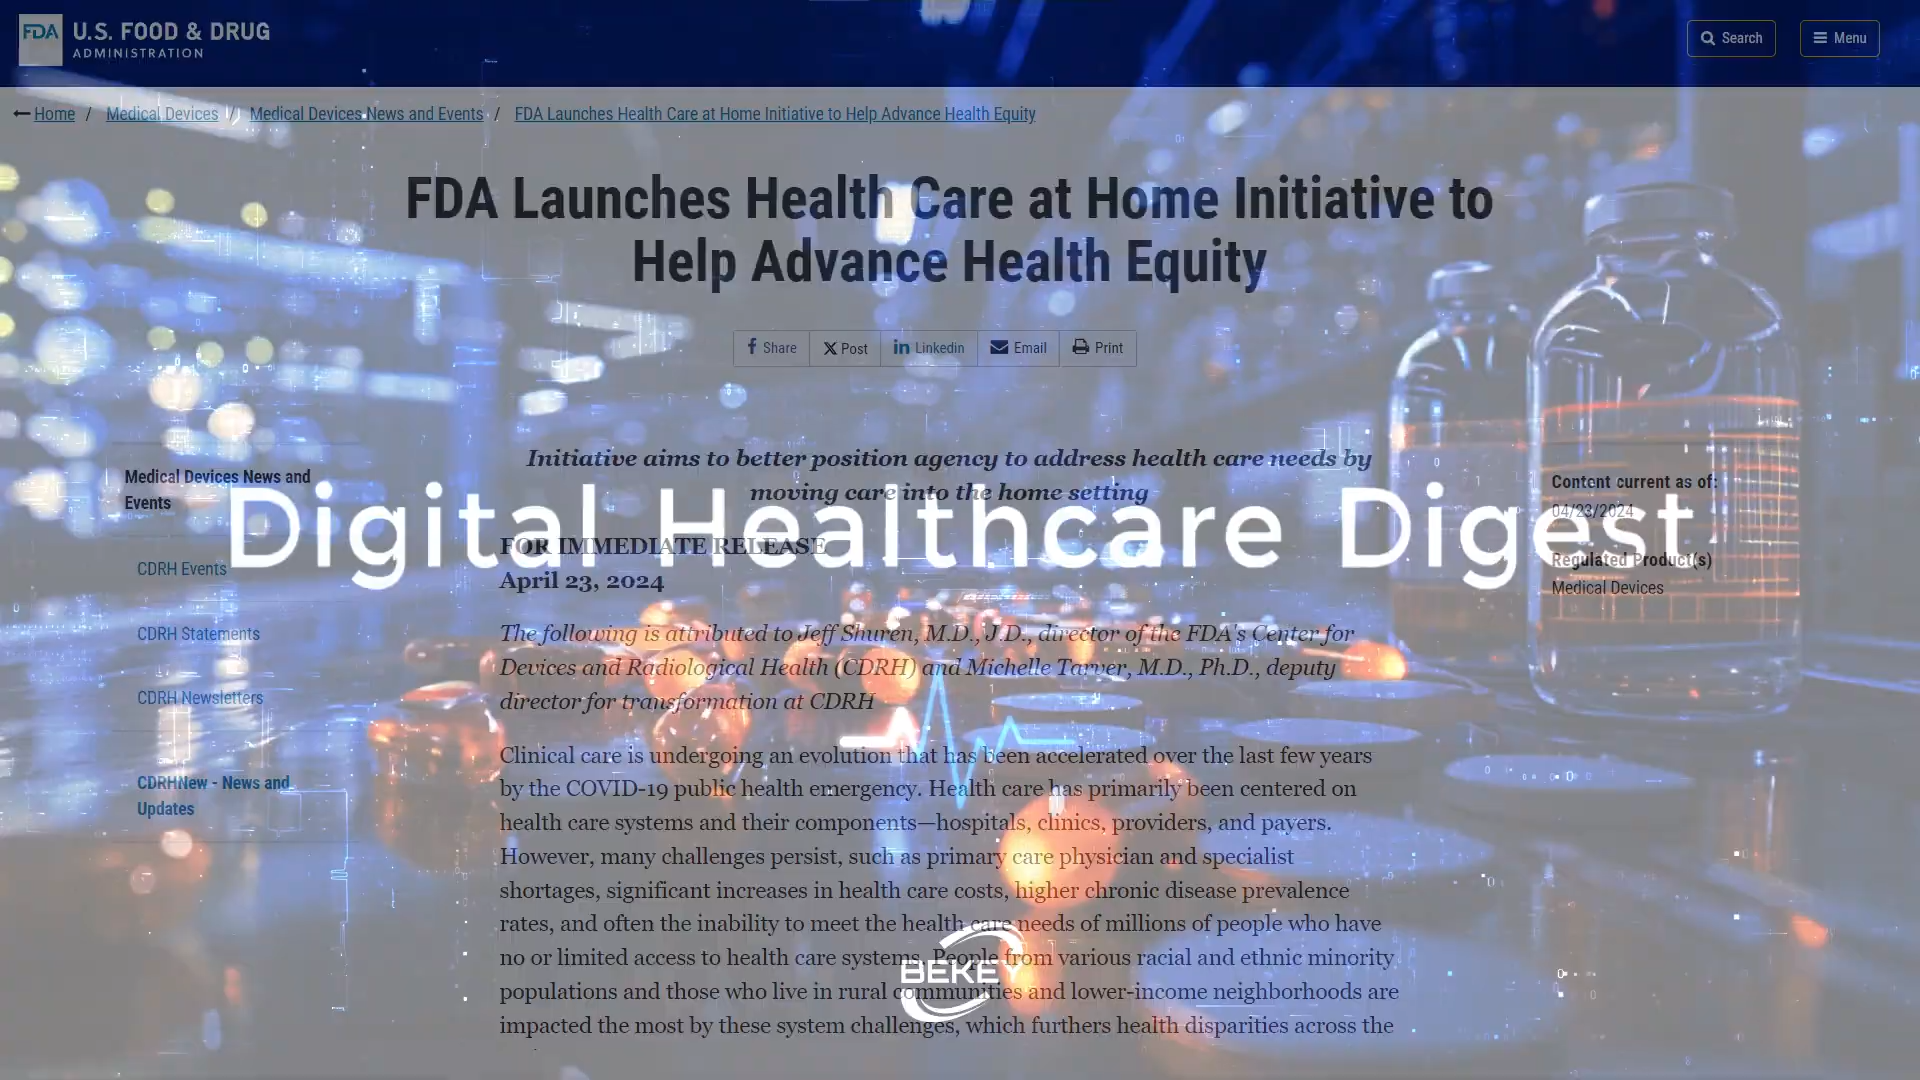 FDA U.S. FOOD & DRUG
ADMINISTRATION
Search
Menu
Home / Medical Devices / Medical Devices News and Events / FDA Launches Health Care at Home Initiative to Help Advance Health Equity
FDA Launches Health Care at Home Initiative to
Help Advance Health Equity
Share
Post
Linkedin
Email
Print
Initiative aims to better position agency to address health care needs by
moving care into the home setting
Medical Devices News and
Events
CDRH Events
CDRH Statements
CDRH Newsletters
CDRHNew - News and
Updates
Digital Healthcare Digest
FOR IMMEDIATE RELEASE
April 23, 2024
The following is attributed to Jeff Shuren, M.D., J.D., director of the FDA's Center for
Devices and Radiological Health (CDRH) and Michelle Tarver, M.D., Ph.D., deputy
director for transformation at CDRH
Clinical care is undergoing an evolution that has been accelerated over the last few years
by the COVID-19 public health emergency. Health care has primarily been centered on
health care systems and their components—hospitals, clinics, providers, and payers.
However, many challenges persist, such as primary care physician and specialist
shortages, significant increases in health care costs, higher chronic disease prevalence
rates, and often the inability to meet the health care needs of millions of people who have
no or limited access to health care systems. People from various racial and ethnic minority
populations and those who live in rural communities and lower-income neighborhoods are
impacted the most by these system challenges, which furthers health disparities across the
Content current as of:
04/23/2024
Regulated Product(s)
Medical Devices
BEKEY